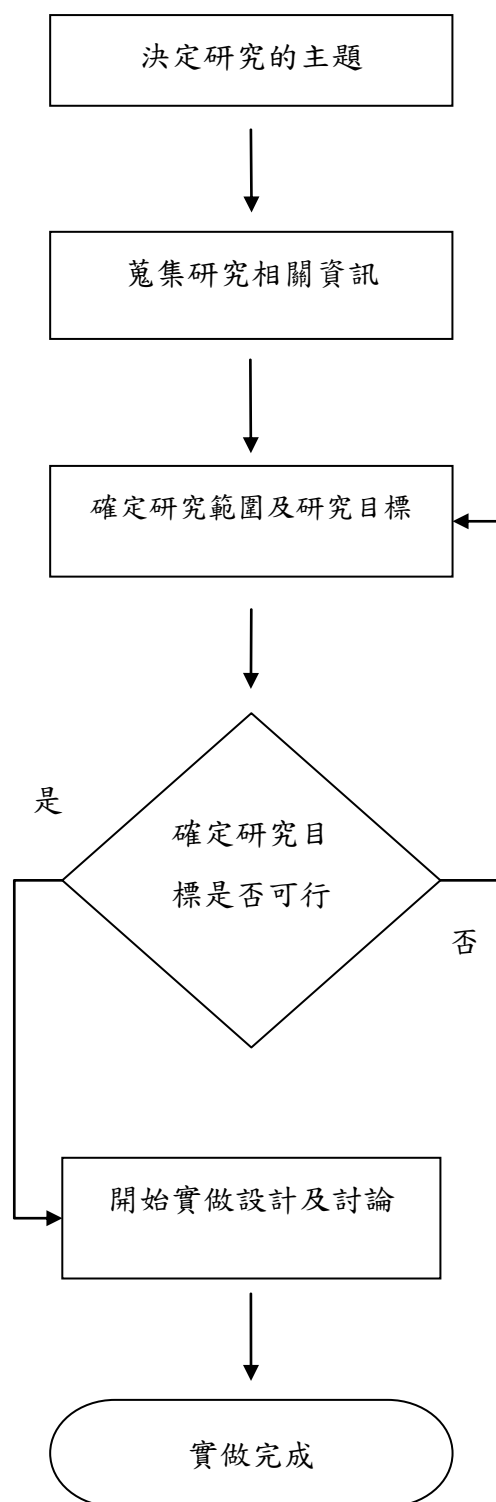 決定研究的主題
蒐集研究相關資訊
確定研究範圍及研究目標
是
確定研究目
標是否可行
否
開始實做設計及討論
實做完成